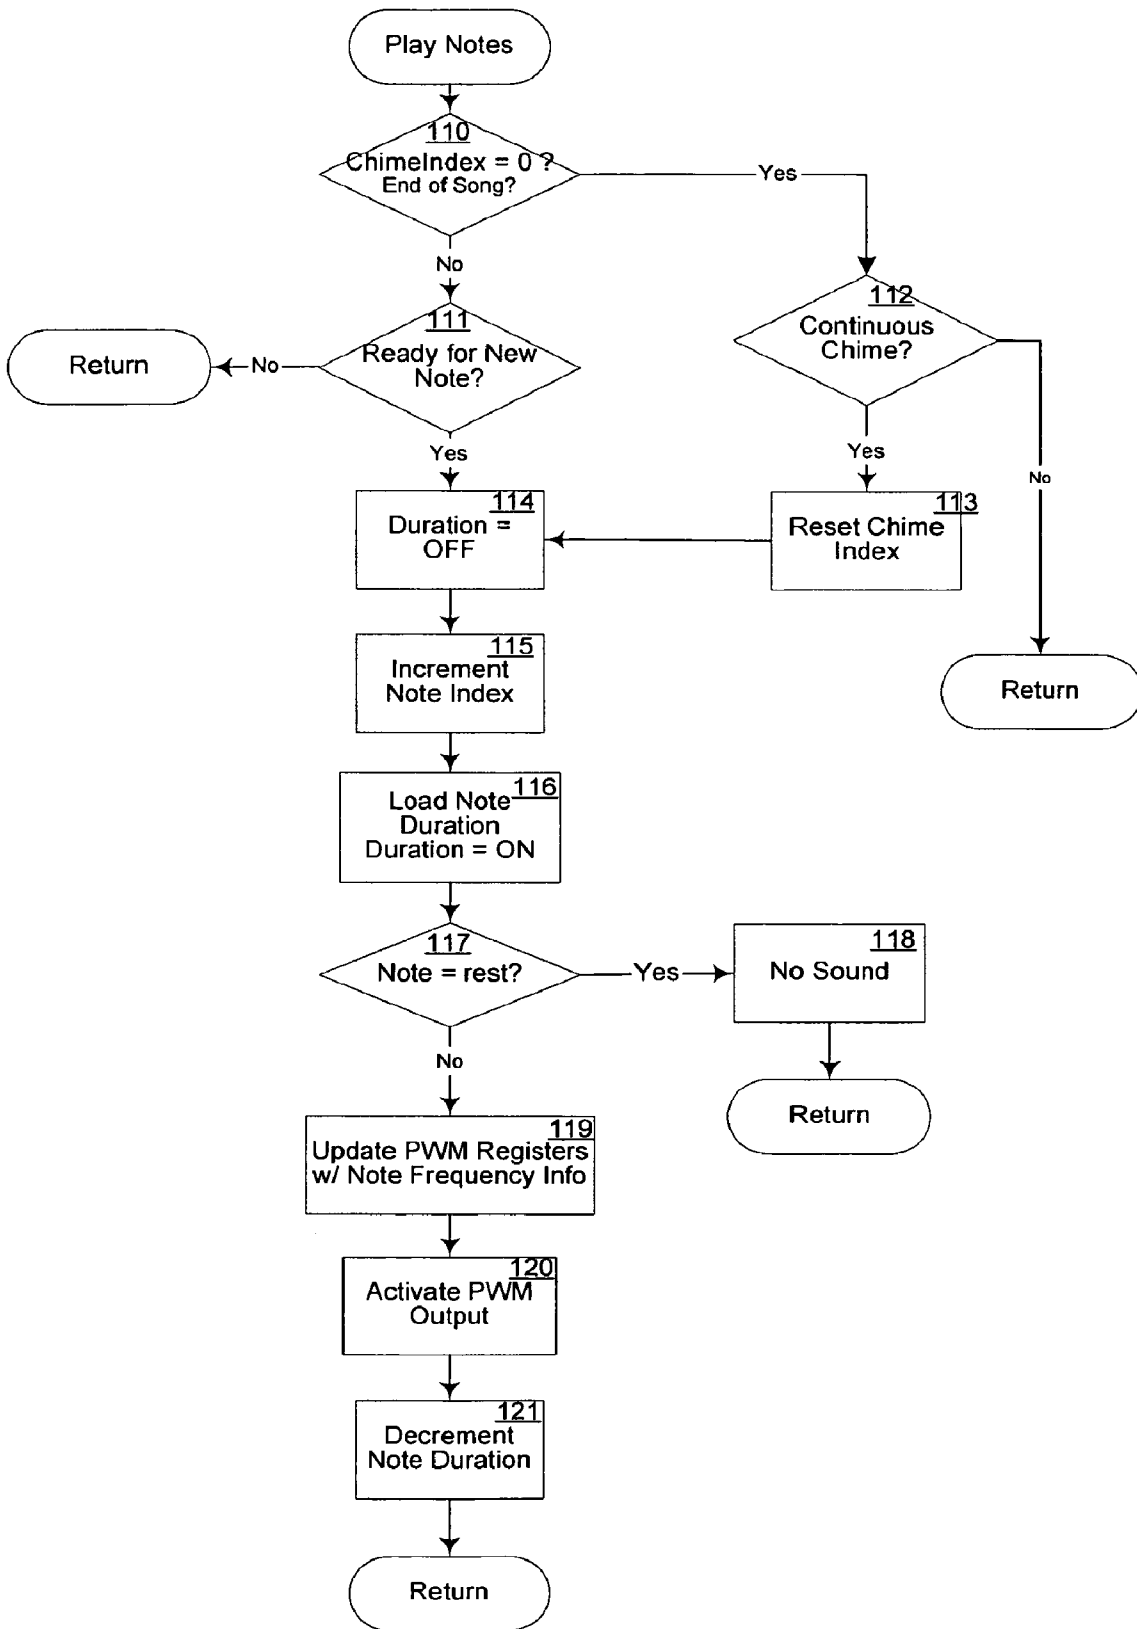 Play Notes
110
ChimeIndex = 0 ?
End of Song?
Yes
No
112
Continuous
Chime?
111
Ready for New
Note?
No
Return
Yes
Yes
No
114
Duration =
OFF
113
Reset Chime
Index
115
Increment
Note Index
Return
116
Load Note
Duration
Duration = ON
117
Note = rest?
Yes
118
No Sound
No
Return
119
Update PWM Registers
w/ Note Frequency Info
120
Activate PWM
Output
121
Decrement
Note Duration
Return